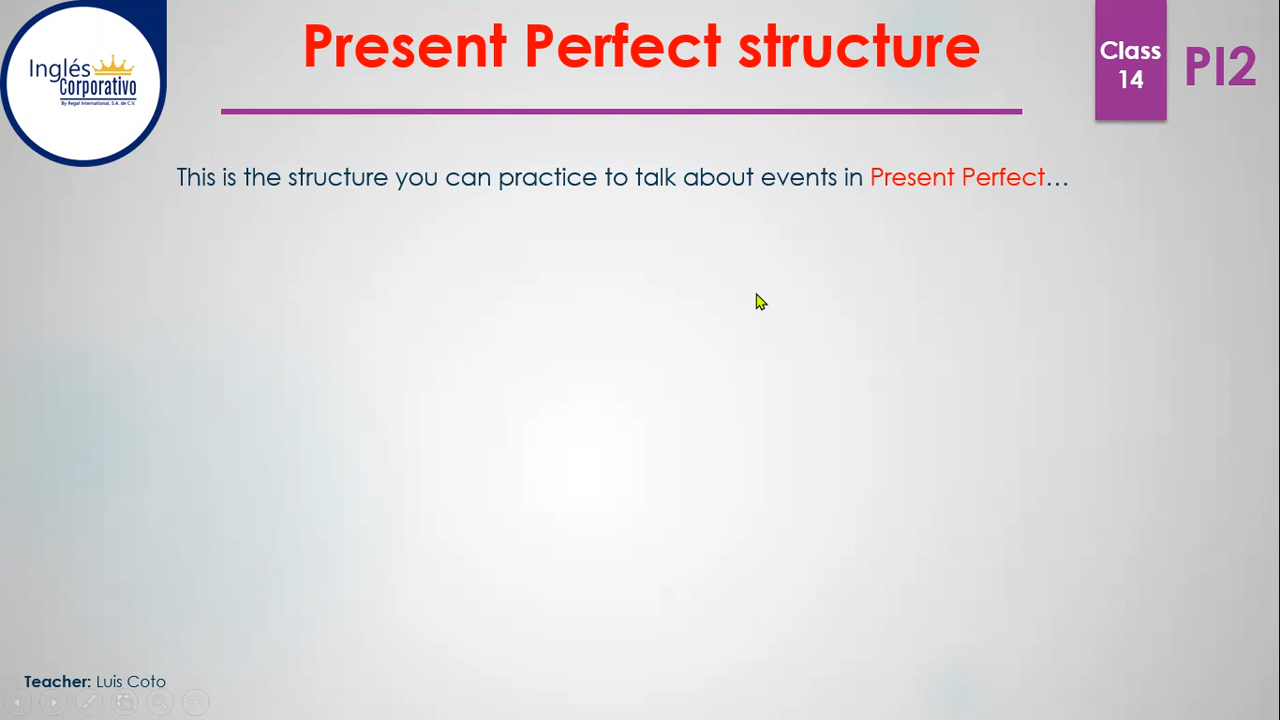 Inglés
Corporativo
By Regal International, S.A. de C.V.
Present Perfect structure
Class
14
PI2
This is the structure you can practice to talk about events in Present Perfect…
Teacher: Luis Coto